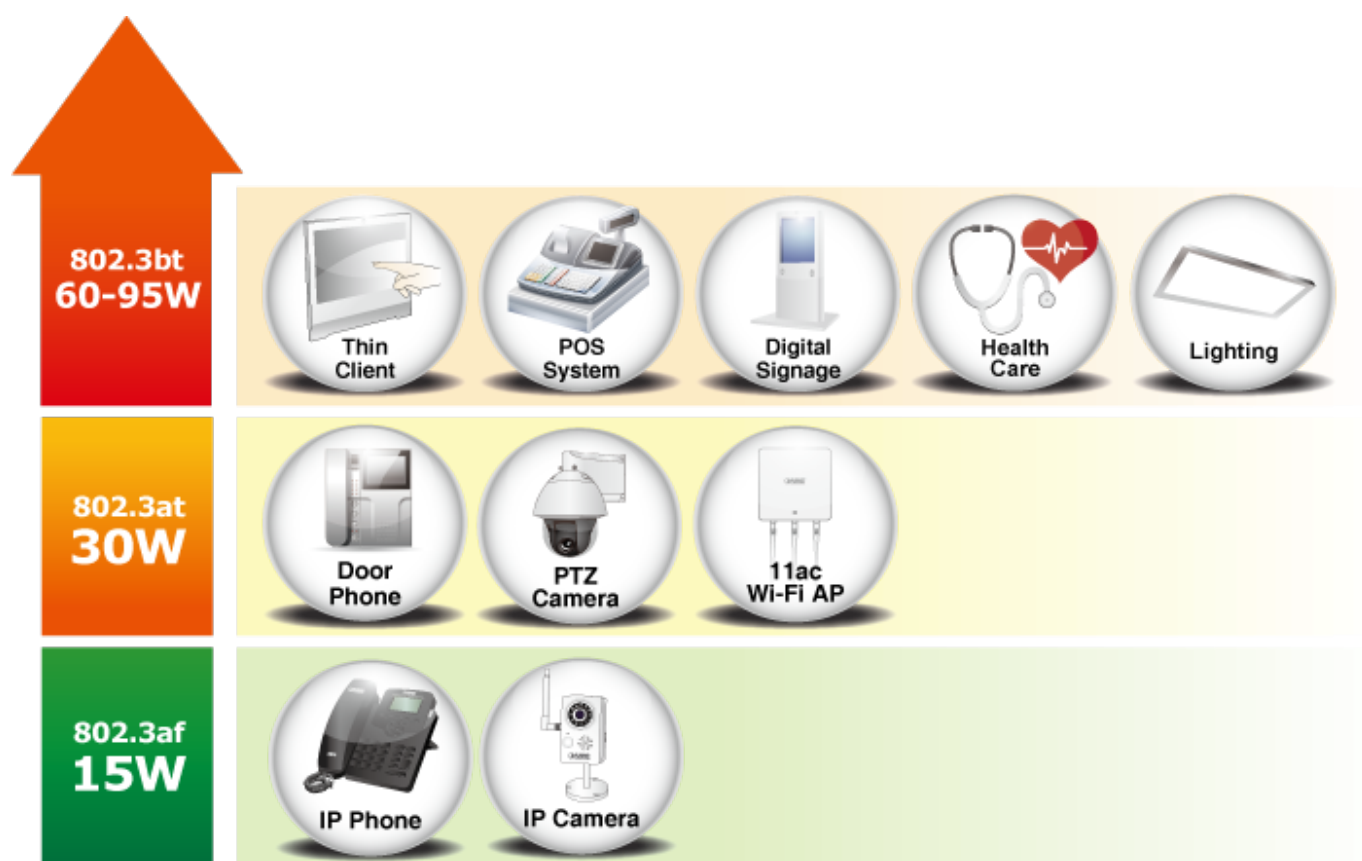 802.3bt
60-95W
Thin
Client
POS
System
Digital
Signage
Health
Care
Lighting
802.3at
30W
Door
Phone
PTZ
Camera
11ac
Wi-Fi AP
802.3af
15W
IP Phone
IP Camera